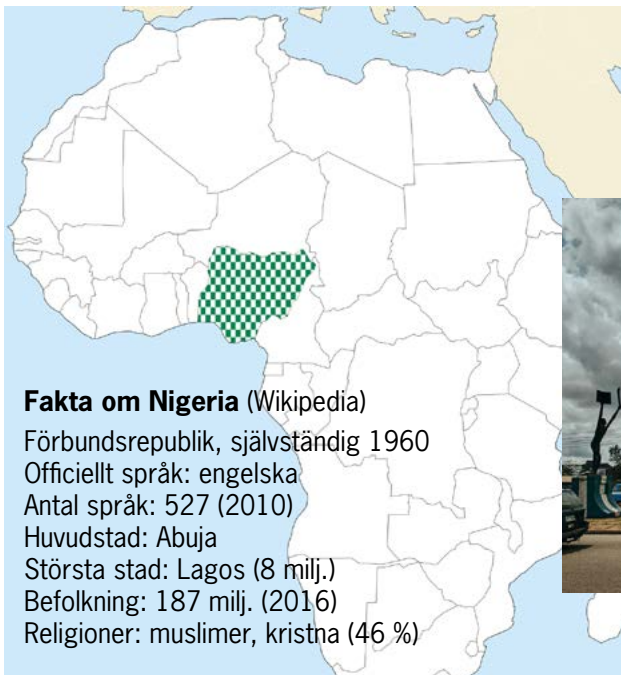 Fakta om Nigeria (Wikipedia)
Förbundsrepublik, självständig 1960
Officiellt språk: engelska
Antal språk: 527 (2010)
Huvudstad: Abuja
Största stad: Lagos (8 milj.)
Befolkning: 187 milj. (2016)
Religioner: muslimer, kristna (46 %)